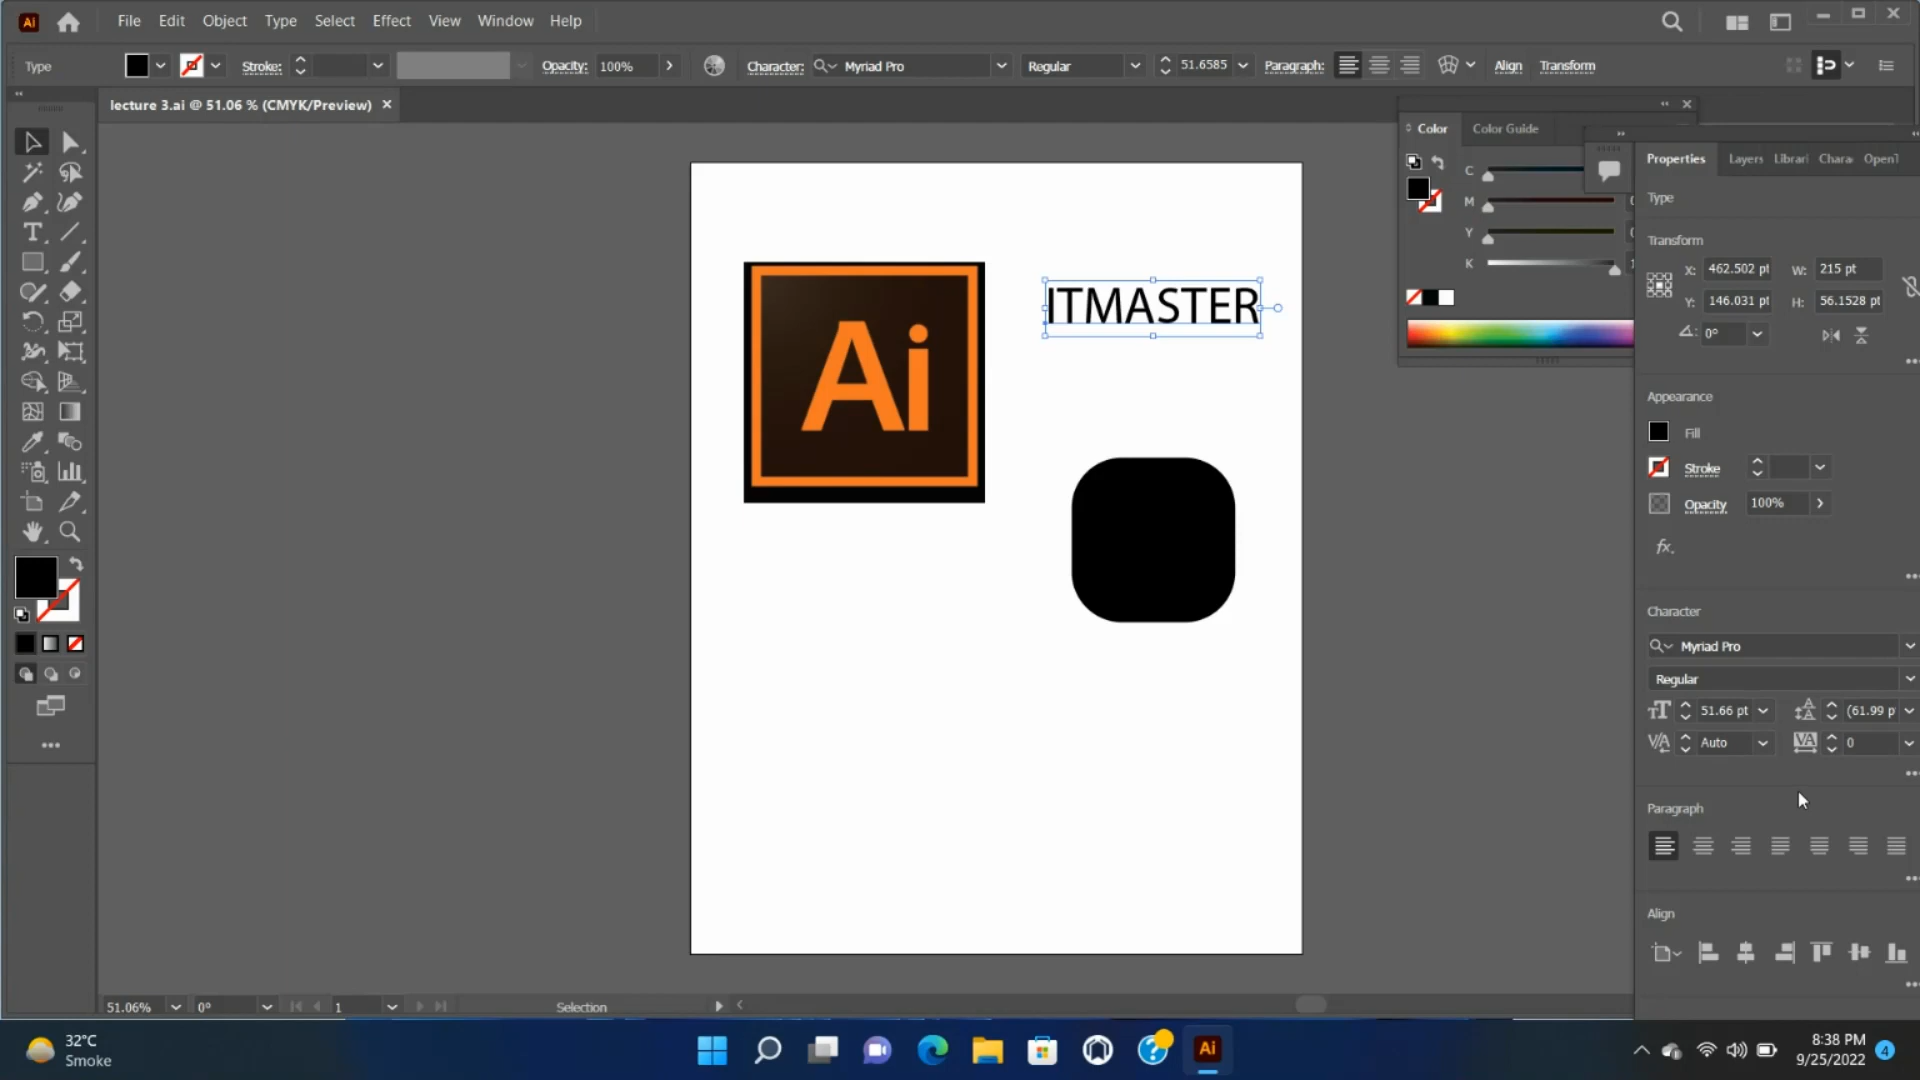 Ai File Edit Object Type Select Effect View Window Help
Type Stroke: Opacity: 100% Character: Myriad Pro Regular 51.6585 Paragraph: Align Transform
lecture 3.ai @ 51.06 % (CMYK/Preview)
Color Color Guide
C
M
Y
K
Properties Layers Librari Chara OpenT
Type
Transform
X: 462.502 pt W: 215 pt
Y: 146.031 pt H: 56.1528 pt
0°
Appearance
Fill
Stroke
Opacity 100%
fx.
Character
Myriad Pro
Regular
51.66 pt (61.99 p
Auto 0
Paragraph
Align
Ai
ITMASTER
51.06% 0° 1 Selection
32°C
Smoke
Ai
8:38 PM
9/25/2022
4